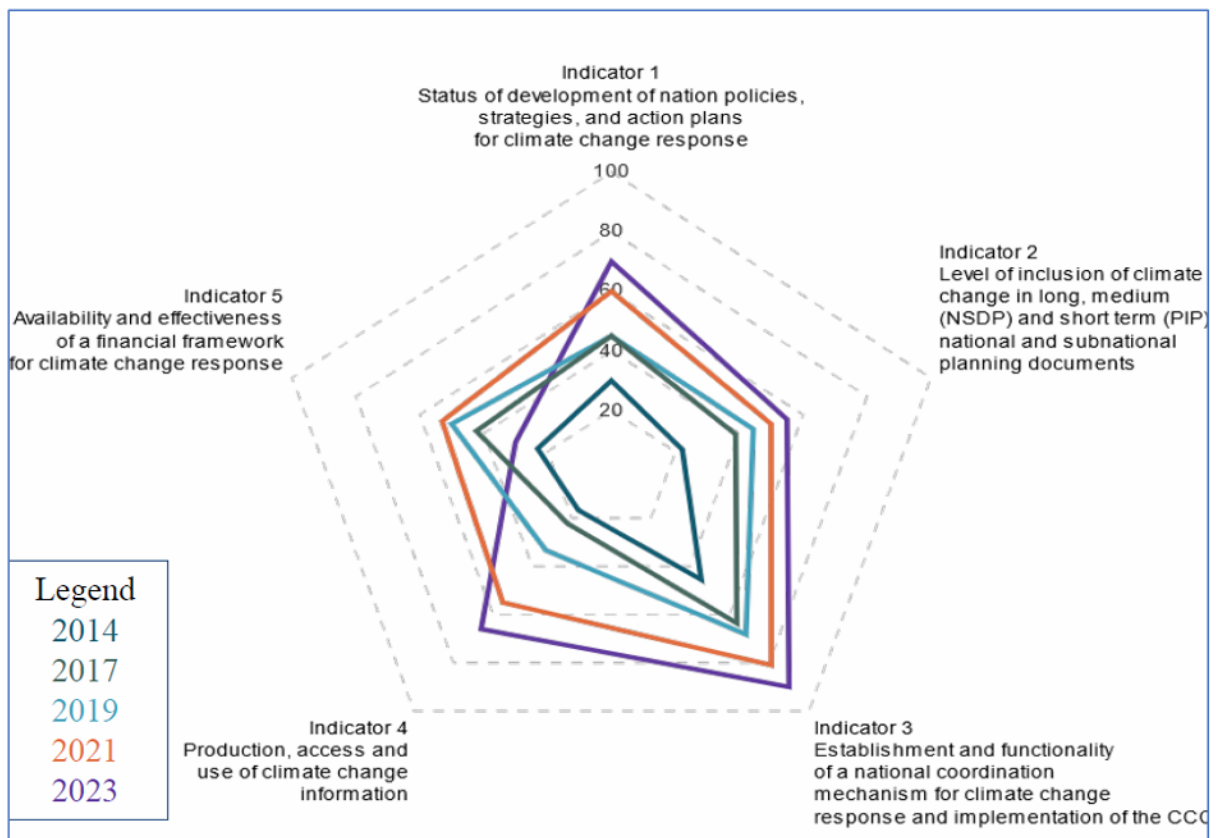 Indicator 1
Status of development of nation policies,
strategies, and action plans
for climate change response
100
80
60
40
20
Indicator 2
Level of inclusion of climate
change in long, medium
(NSDP) and short term (PIP)
national and subnational
planning documents
Indicator 5
Availability and effectiveness
of a financial framework
for climate change response
Legend
2014
2017
2019
2021
2023
Indicator 4
Production, access and
use of climate change
information
Indicator 3
Establishment and functionality
of a national coordination
mechanism for climate change
response and implementation of the